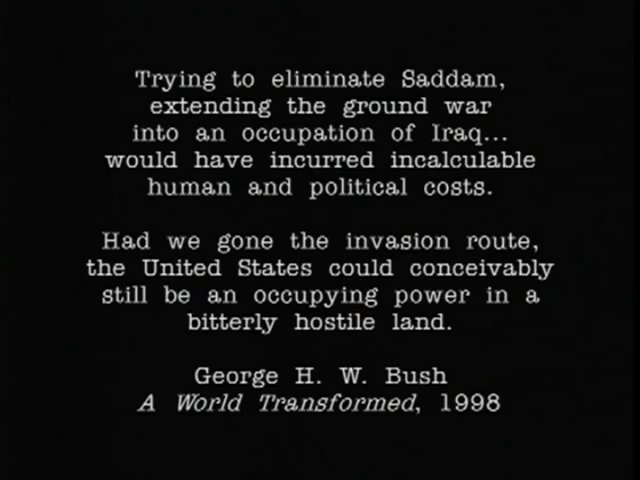 Trying to eliminate Saddam,
extending the ground war
into an occupation of Iraq...
would have incurred incalculable
human and political costs.
Had we gone the invasion route,
the United States could conceivably
still be an occupying power in a
bitterly hostile land.
George H. W. Bush
A World Transformed, 1998